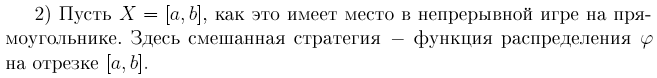 2) Пусть X = [a, b], как это имеет место в непрерывной игре на пря-
моугольнике. Здесь смешанная стратегия – функция распределения φ
на отрезке [a, b].